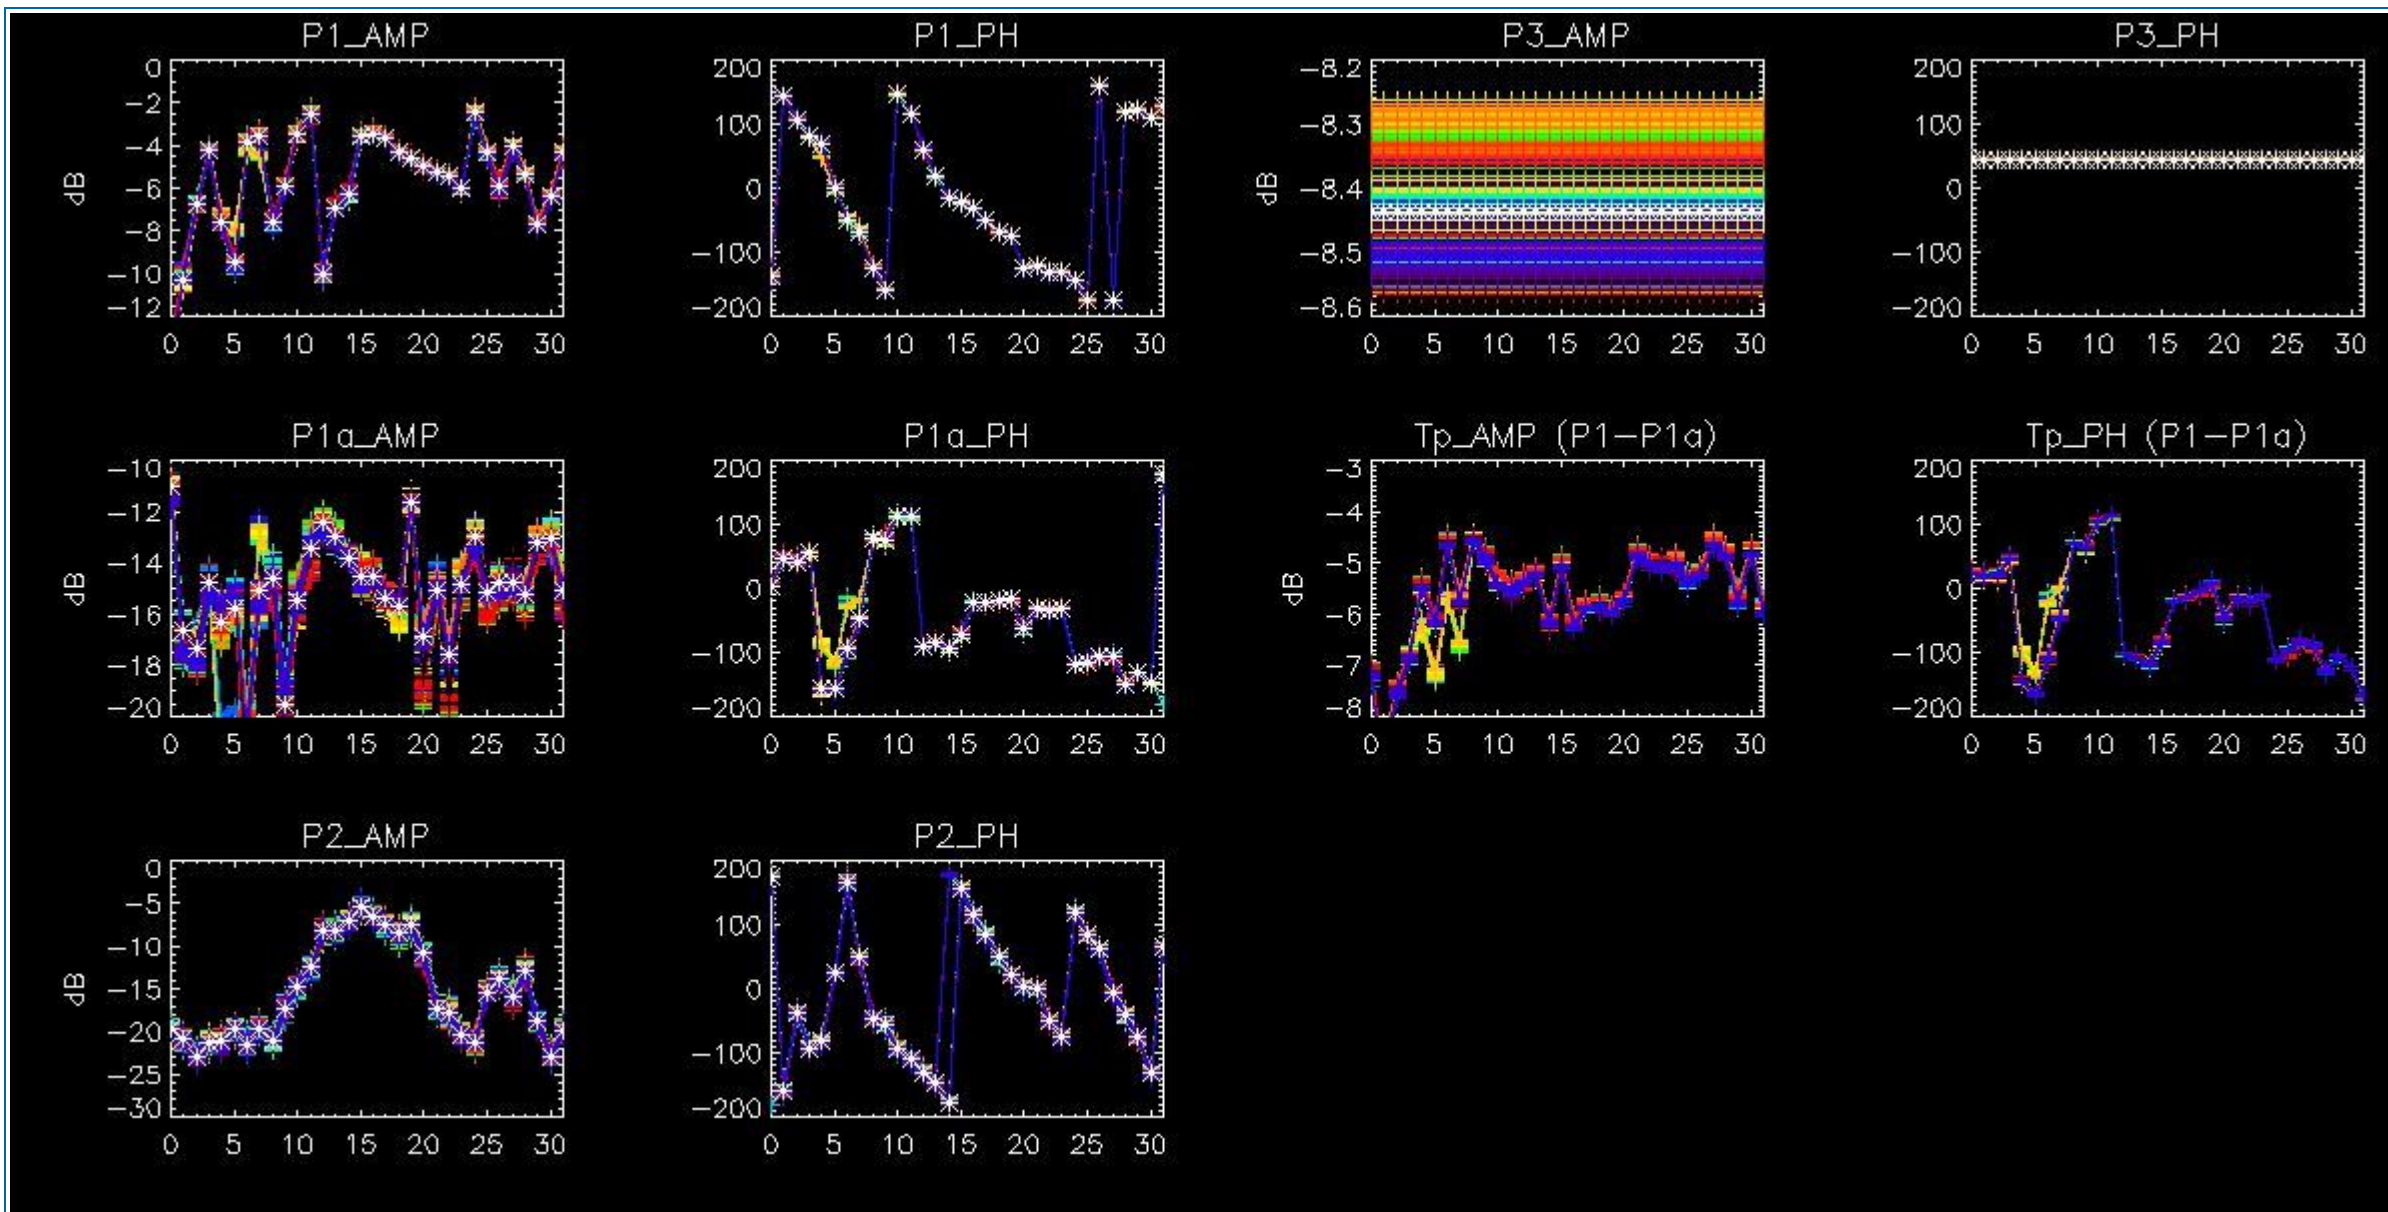 P1_AMP P1_PH P3_AMP P3_PH
0 200 −8.2 200
−2 100 −8.3 100
−4 0 −8.4 0
−6 −100 −8.5 −100
−8 −200 −8.6 −200
−10
−12
dB dB
0 5 10 15 20 25 30 0 5 10 15 20 25 30 0 5 10 15 20 25 30 0 5 10 15 20 25 30
P1a_AMP P1a_PH Tp_AMP (P1−P1a) Tp_PH (P1−P1a)
−10 200 −3 200
−12 100 −4 100
−14 0 −5 0
−16 −100 −6 −100
−18 −200 −7 −200
−20 −8
dB dB
0 5 10 15 20 25 30 0 5 10 15 20 25 30 0 5 10 15 20 25 30 0 5 10 15 20 25 30
P2_AMP P2_PH
0 200
−5 100
−10 0
−15 −100
−20 −200
−25
−30
dB
0 5 10 15 20 25 30 0 5 10 15 20 25 30